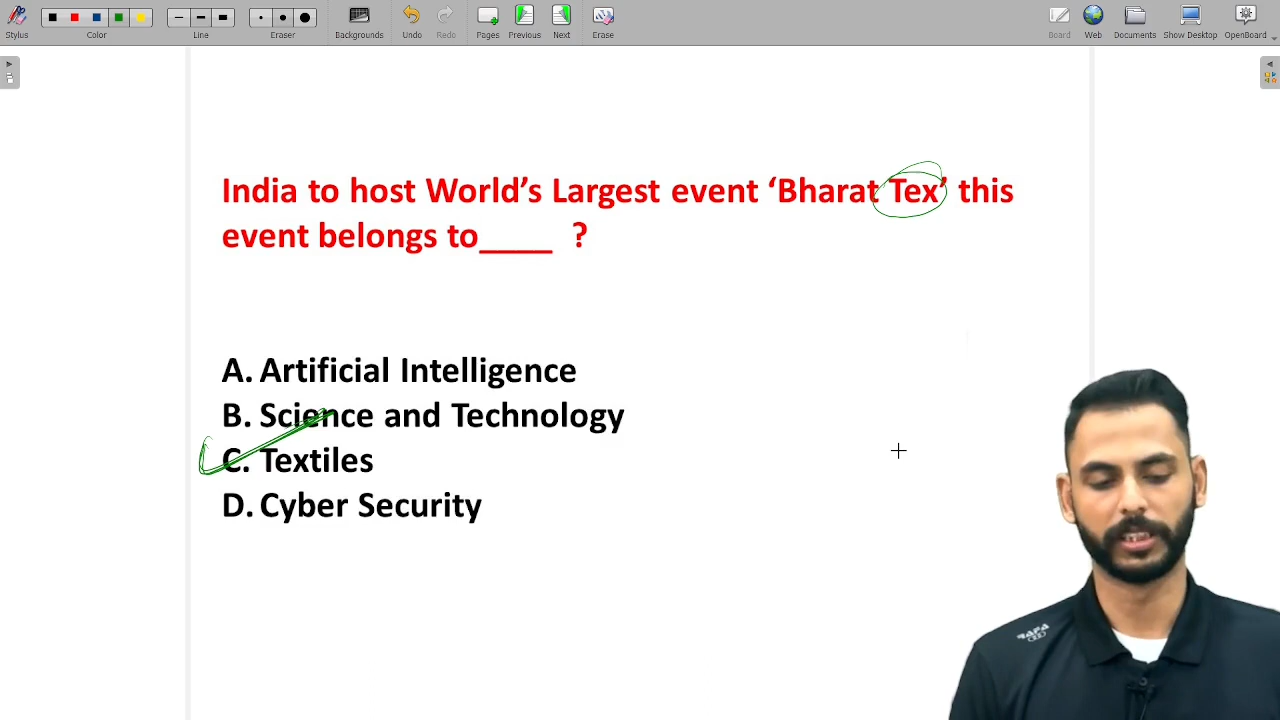 Stylus Color Line Eraser Backgrounds Undo Redo Pages Previous Next Erase Board Web Documents Show Desktop OpenBoard
India to host World’s Largest event ‘Bharat Tex’ this
event belongs to____ ?
A. Artificial Intelligence
B. Science and Technology
C. Textiles
D. Cyber Security
RAPA